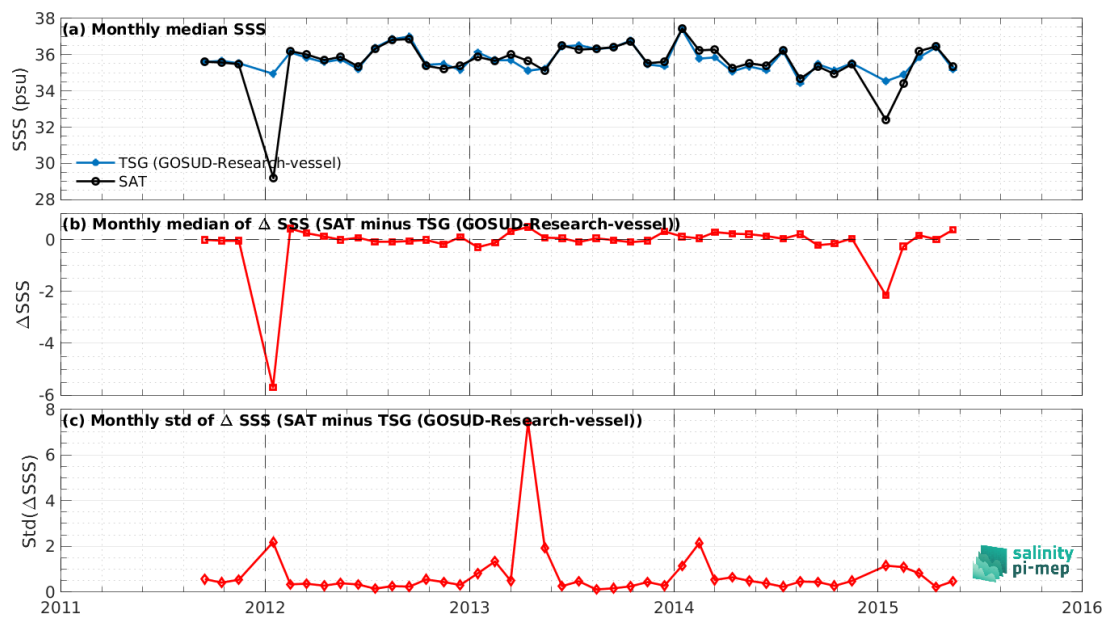 (a) Monthly median SSS
38
36
34
32
30
28
SSS (psu)
TSG (GOSUD-Research-vessel)
SAT
(b) Monthly median of Δ SSS (SAT minus TSG (GOSUD-Research-vessel))
0
-2
-4
-6
ΔSSS
(c) Monthly std of Δ SSS (SAT minus TSG (GOSUD-Research-vessel))
8
6
4
2
0
Std(ΔSSS)
salinity
pi-mep
2011 2012 2013 2014 2015 2016